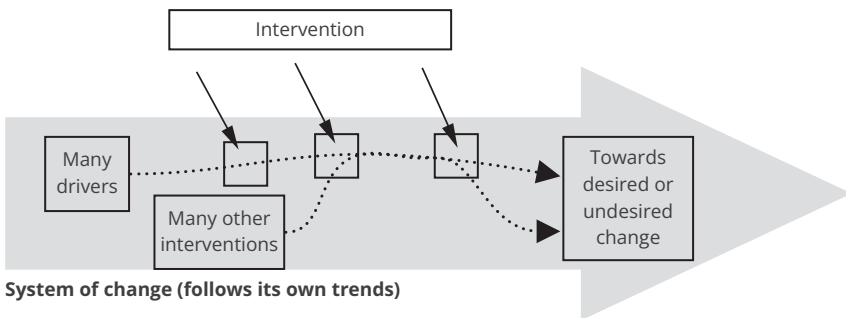 Intervention
Many
drivers
Many other
interventions
Towards
desired or
undesired
change
System of change (follows its own trends)